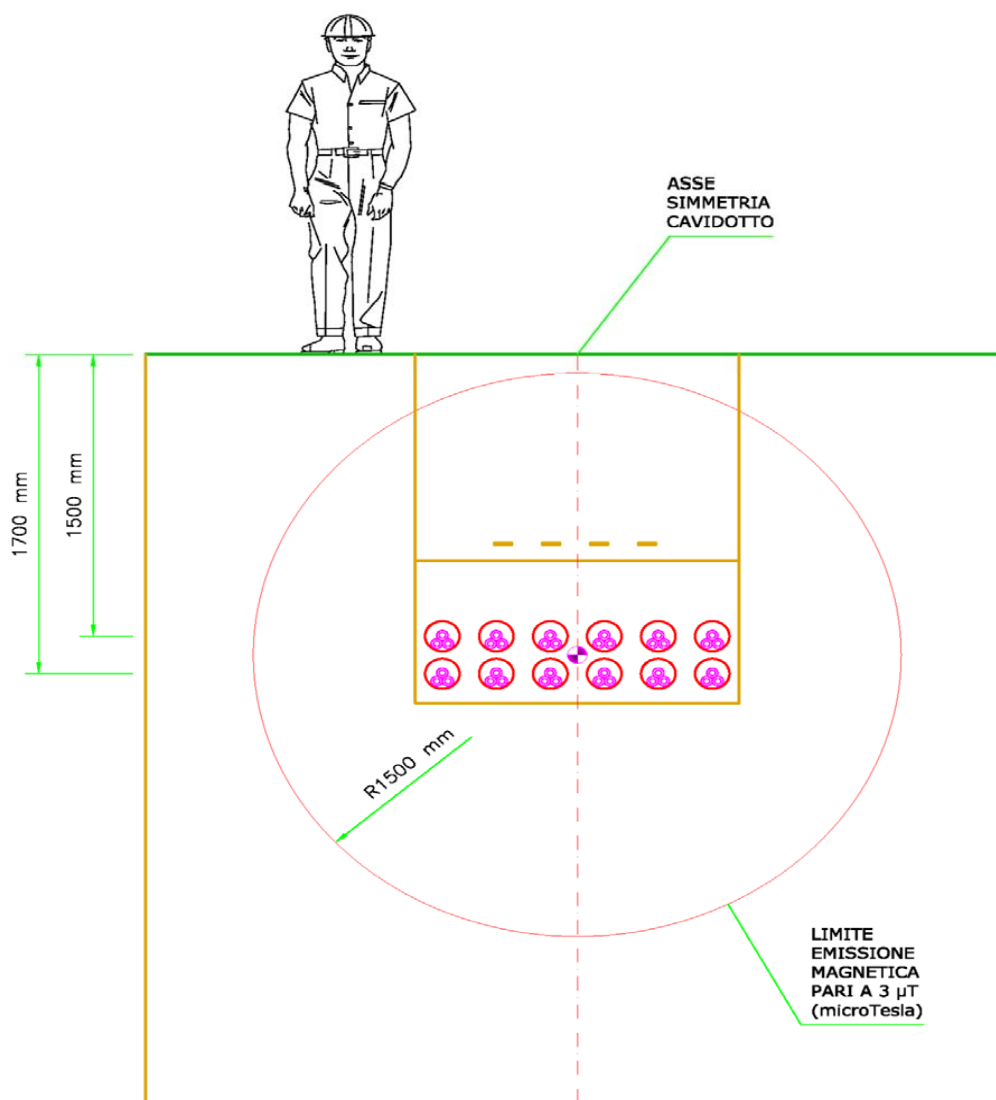 ASSE
SIMMETRIA
CAVIDOTTO
1700 mm
1500 mm
R1500 mm
LIMITE
EMISSIONE
MAGNETICA
PARI A 3 µT
(microTesla)